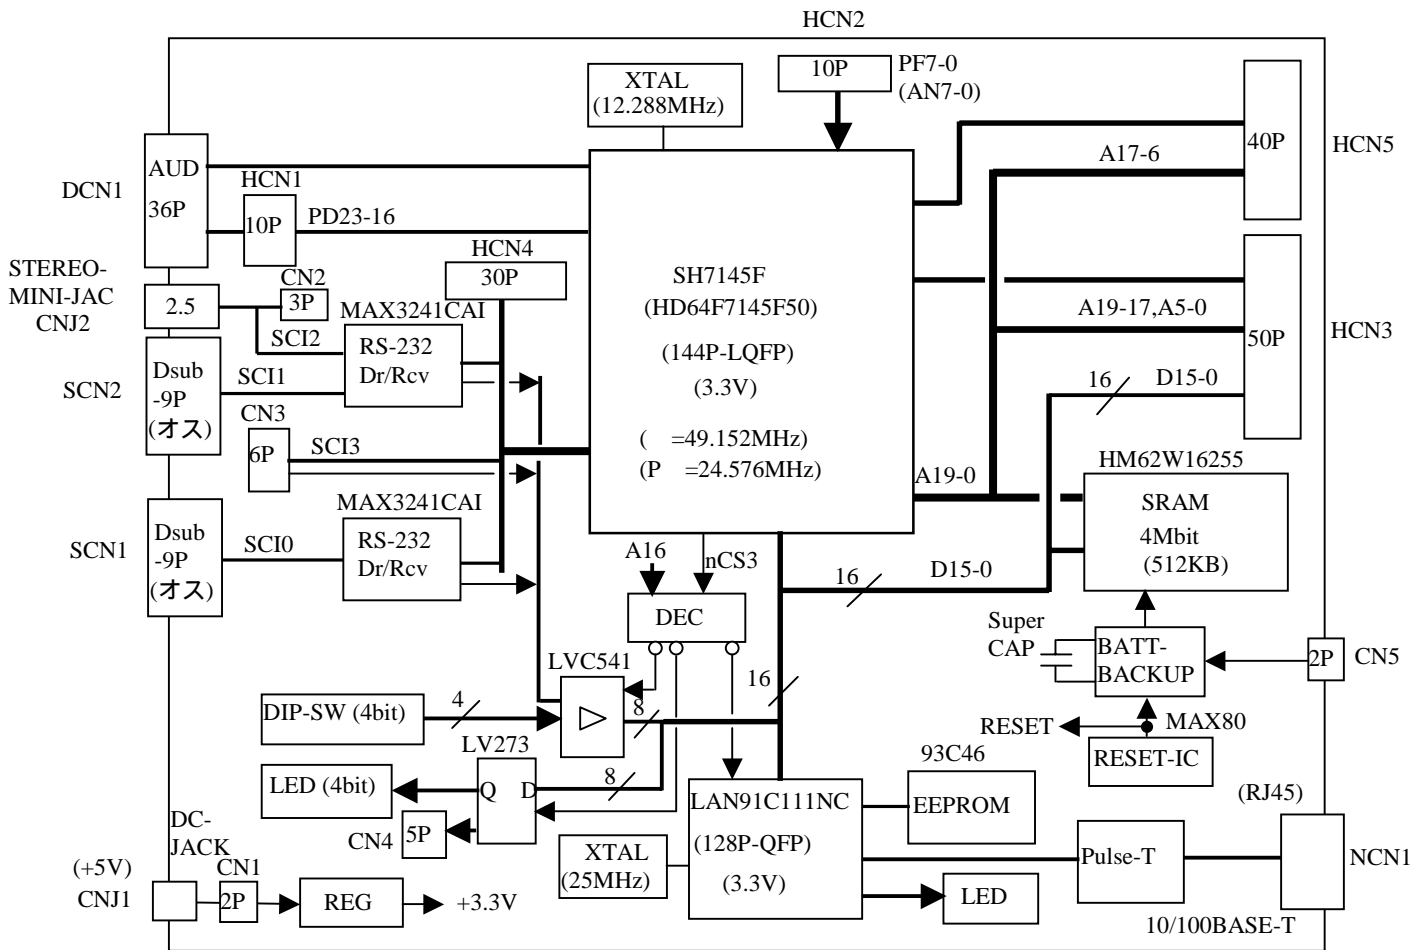 HCN2
XTAL
(12.288MHz)
10P
PF7-0
(AN7-0)
40P
HCN5
A17-6
DCN1
AUD
36P
HCN1
10P
PD23-16
HCN4
30P
STEREO-
MINI-JAC
CNJ2
2.5
CN2
3P
MAX3241CAI
RS-232
Dr/Rcv
SCI2
SCI1
SCN2
Dsub
-9P
(オス)
CN3
6P
SCI3
SH7145F
(HD64F7145F50)
(144P-LQFP)
(3.3V)
( =49.152MHz)
(P =24.576MHz)
A19-17,A5-0
50P
HCN3
16
D15-0
HM62W16255
A19-0
SRAM
4Mbit
(512KB)
MAX3241CAI
RS-232
Dr/Rcv
SCN1
Dsub
-9P
(オス)
SCI0
A16
nCS3
DEC
16
D15-0
Super
CAP
BATT-
BACKUP
2P
CN5
LVC541
16
DIP-SW (4bit)
4
8
RESET
MAX80
RESET-IC
LV273
LED (4bit)
Q
D
8
CN4
5P
93C46
LAN91C111NC
(128P-QFP)
(3.3V)
EEPROM
(RJ45)
XTAL
(25MHz)
Pulse-T
NCN1
LED
10/100BASE-T
DC-
JACK
(+5V)
CNJ1
CN1
2P
REG
+3.3V